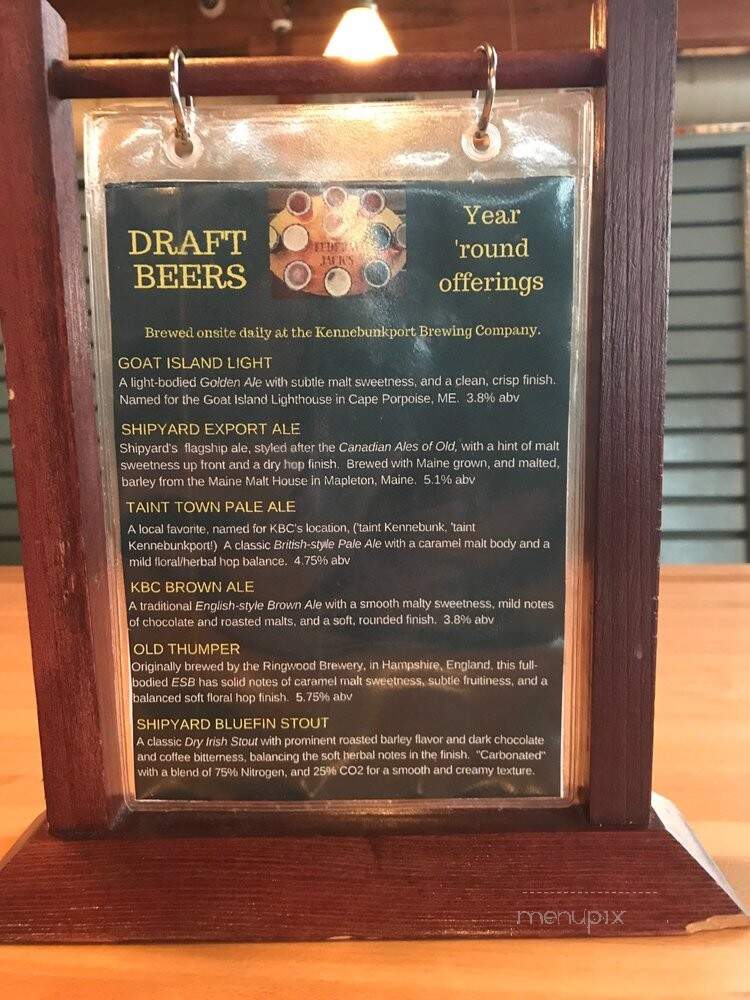 DRAFT
BEERS
FEDERAL
JACK'S
Year
'round
offerings
Brewed onsite daily at the Kennebunkport Brewing Company.
GOAT ISLAND LIGHT
A light-bodied Golden Ale with subtle malt sweetness, and a clean, crisp finish.
Named for the Goat Island Lighthouse in Cape Porpoise, ME. 3.8% abv
SHIPYARD EXPORT ALE
Shipyard's flagship ale, styled after the Canadian Ales of Old, with a hint of malt
sweetness up front and a dry hop finish. Brewed with Maine grown, and malted,
barley from the Maine Malt House in Mapleton, Maine. 5.1% abv
TAINT TOWN PALE ALE
A local favorite, named for KBC's location, ('taint Kennebunk, 'taint
Kennebunkport!) A classic British-style Pale Ale with a caramel malt body and a
mild floral/herbal hop balance. 4.75% abv
KBC BROWN ALE
A traditional English-style Brown Ale with a smooth malty sweetness, mild notes
of chocolate and roasted malts, and a soft, rounded finish. 3.8% abv
OLD THUMPER
Originally brewed by the Ringwood Brewery, in Hampshire, England, this full-
bodied ESB has solid notes of caramel malt sweetness, subtle fruitiness, and a
balanced soft floral hop finish. 5.75% abv
SHIPYARD BLUEFIN STOUT
A classic Dry Irish Stout with prominent roasted barley flavor and dark chocolate
and coffee bitterness, balancing the soft herbal notes in the finish. "Carbonated"
with a blend of 75% Nitrogen, and 25% CO2 for a smooth and creamy texture.
menupix